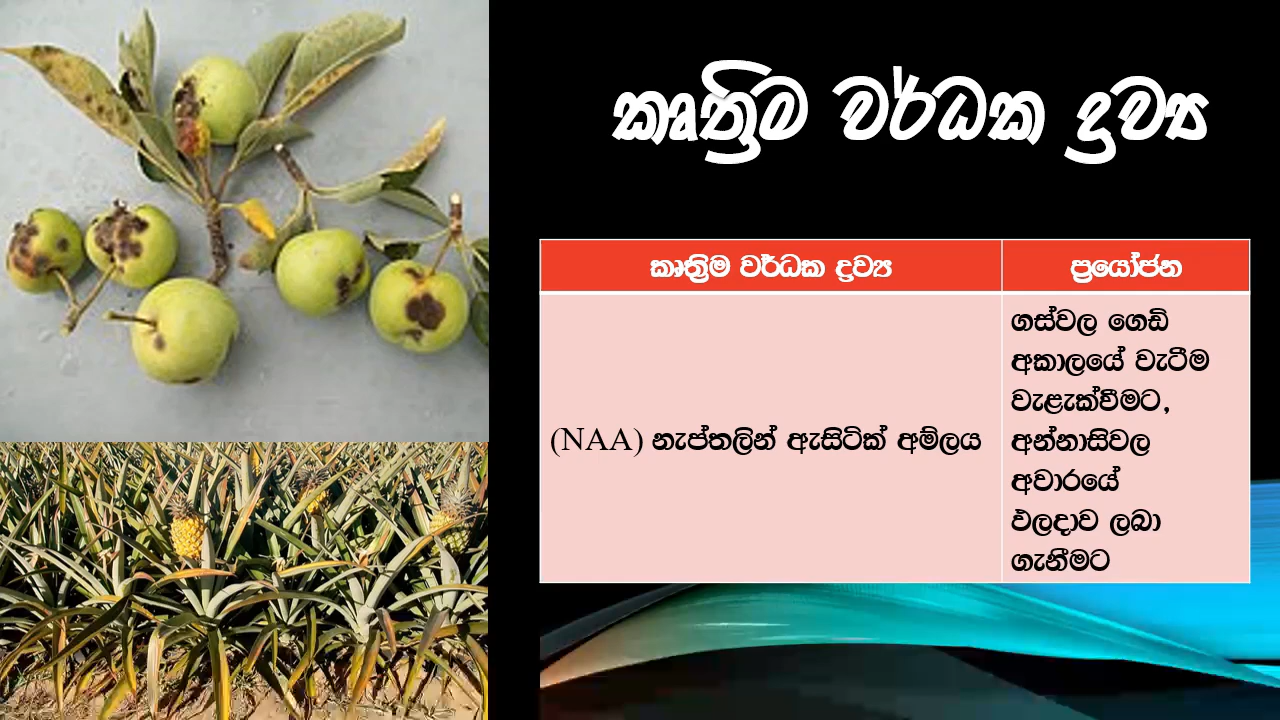 කෘත්‍රිම වර්ධක ද්‍රව්‍ය
කෘත්‍රිම වර්ධක ද්‍රව්‍ය
ප්‍රයෝජන
(NAA) නැප්තලින් ඇසිටික් අම්ලය
ගස්වල ගෙඩි
අකාලයේ වැටීම
වැළැක්වීමට,
අන්නාසිවල
අවාරයේ
ඵලදාව ලබා
ගැනීමට